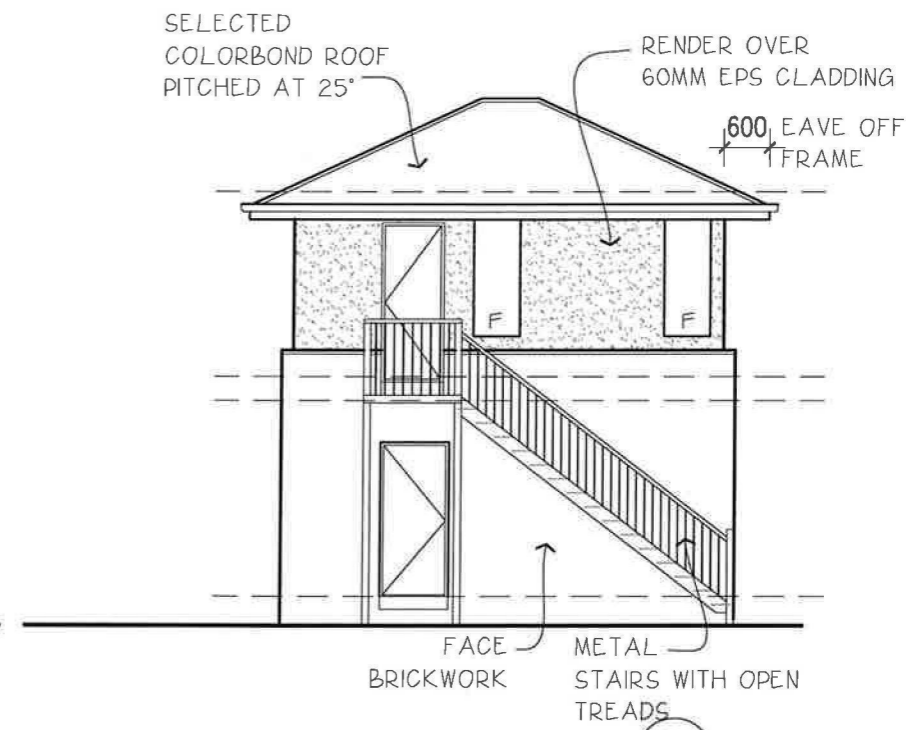 SELECTED
COLORBOND ROOF
PITCHED AT 25°
RENDER OVER
60MM EPS CLADDING
600 EAVE OFF
FRAME
F
F
FACE
BRICKWORK
METAL
STAIRS WITH OPEN
TREADS